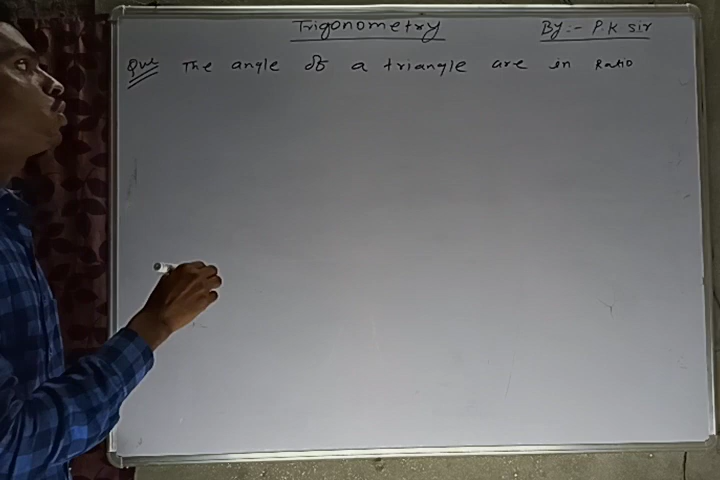 Trigonometry
By:- P.K sir
Que The angle of a triangle are in Ratio